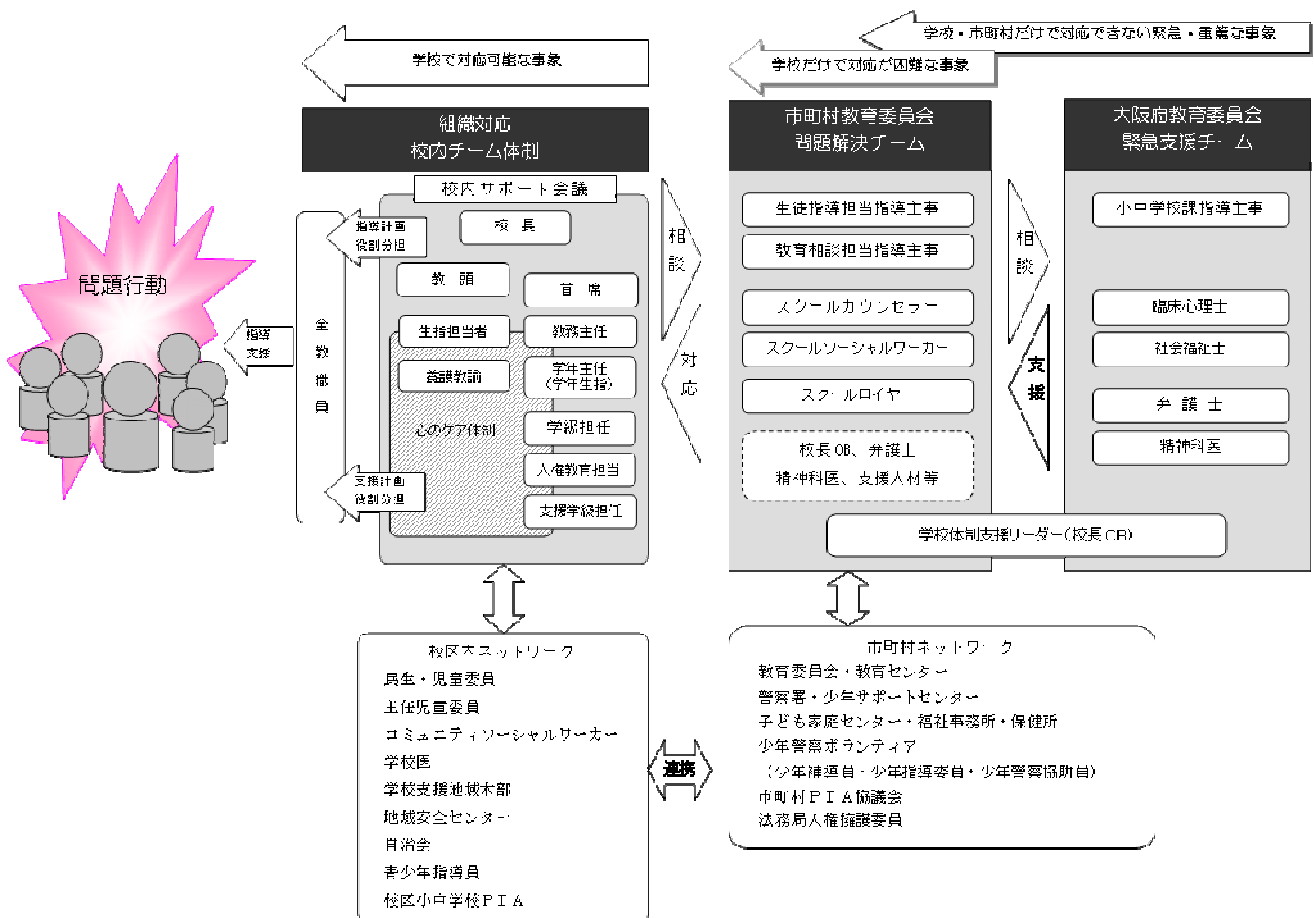 学校・市町村だけで対応できない緊急・重篤な事象
学校で対応可能な事象
学校だけで対応が困難な事象
組織対応
校内チーム体制
市町村教育委員会
問題解決チーム
大阪府教育委員会
緊急支援チーム
問題行動
指導
支援
全教職員
校内サポート会議
指導計画
役割分担
校長
教頭
首席
生指担当者
教務主任
養護教諭
学年主任
(学年生指)
心のケア体制
学級担任
人権教育担当
支援学級担任
支援計画
役割分担
相談
対応
生徒指導担当指導主事
教育相談担当指導主事
スクールカウンセラー
スクールソーシャルワーカー
スクールロイヤ
校長OB、弁護士
精神科医、支援人材等
相談
支援
小中学校課指導主事
臨床心理士
社会福祉士
弁護士
精神科医
学校体制支援リーダー(校長OB)
校区内ネットワーク
民生・児童委員
主任児童委員
コミュニティソーシャルワーカー
学校医
学校支援地域本部
地域安全センター
自治会
青少年指導員
校区小中学校PTA
連携
市町村ネットワーク
教育委員会・教育センター
警察署・少年サポートセンター
子ども家庭センター・福祉事務所・保健所
少年警察ボランティア
(少年補導員・少年指導委員・少年警察協助員)
市町村PTA協議会
法務局人権擁護委員